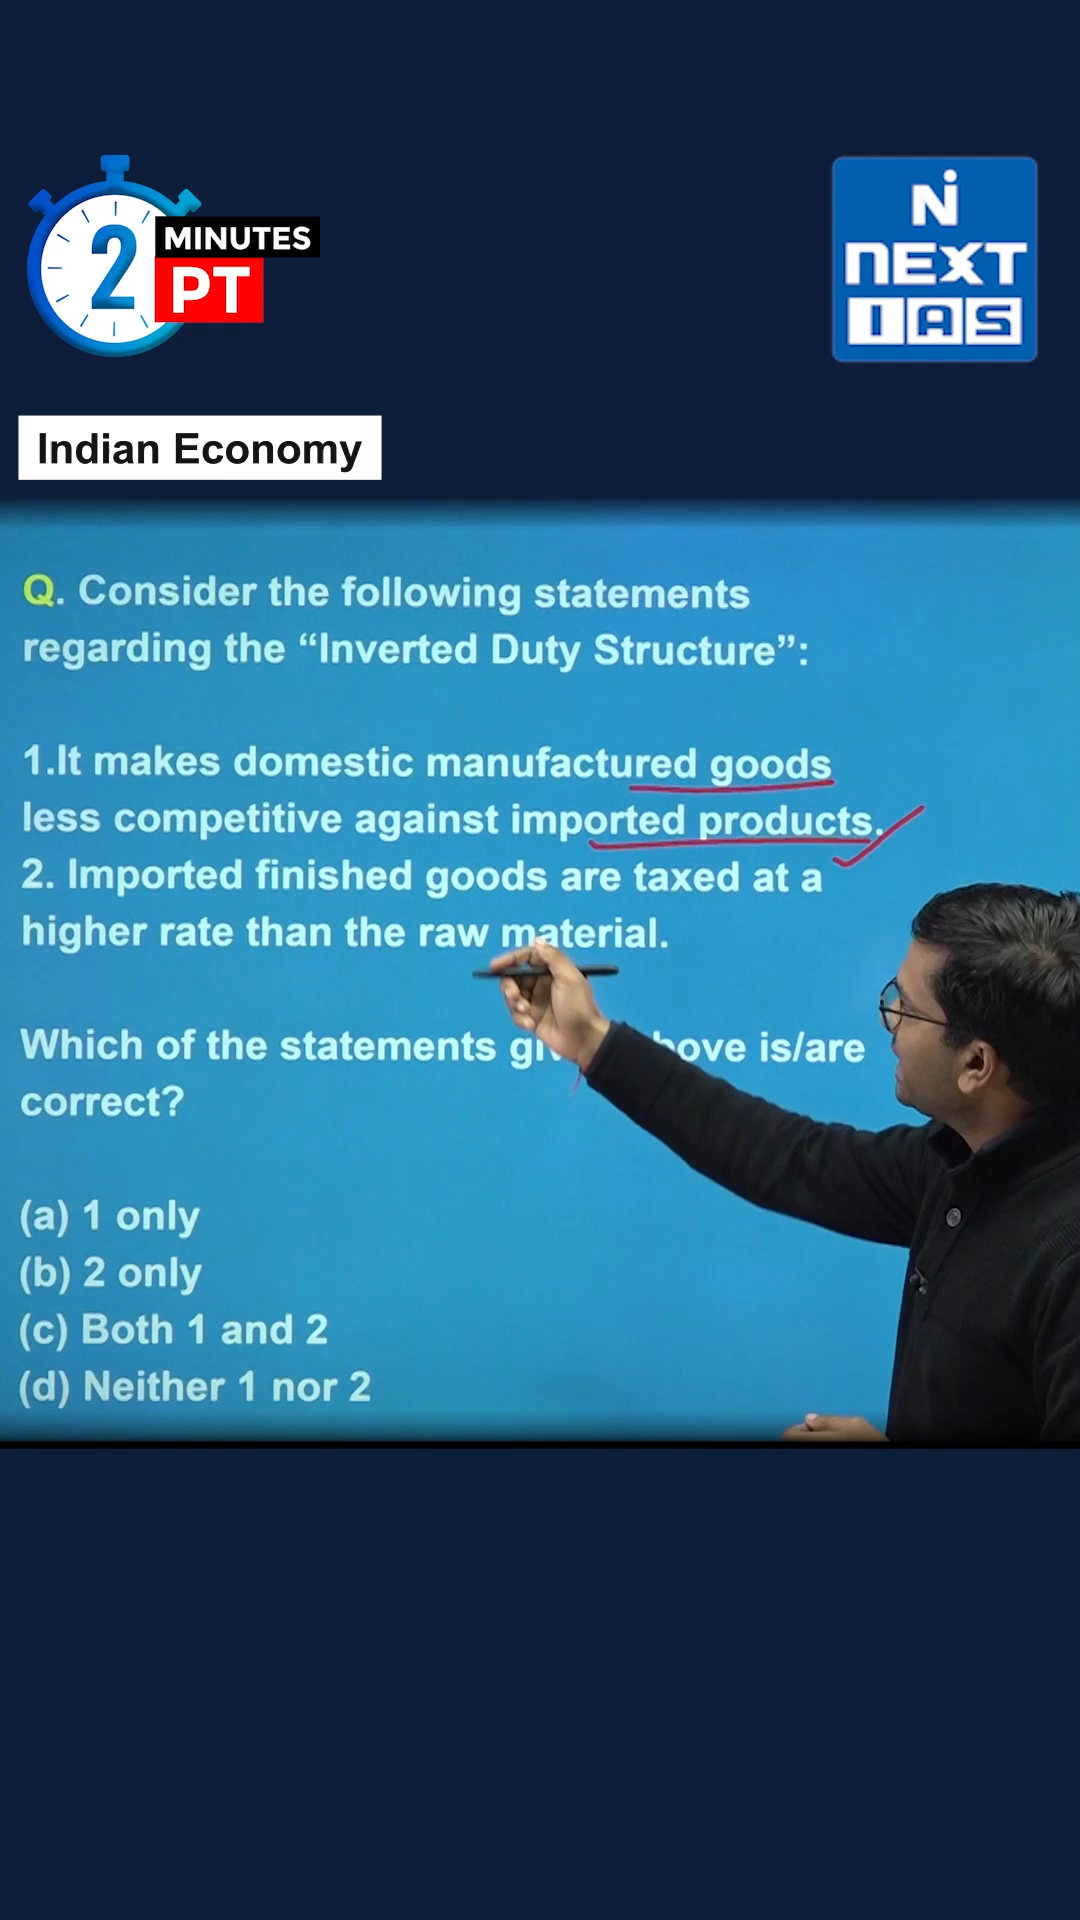 2
MINUTES
PT
NI
NEXT
IAS
Indian Economy
Q. Consider the following statements
regarding the “Inverted Duty Structure”:
1.It makes domestic manufactured goods
less competitive against imported products.
2. Imported finished goods are taxed at a
higher rate than the raw material.
Which of the statements is/are
correct?
(a) 1 only
(b) 2 only
(c) Both 1 and 2
(d) Neither 1 nor 2